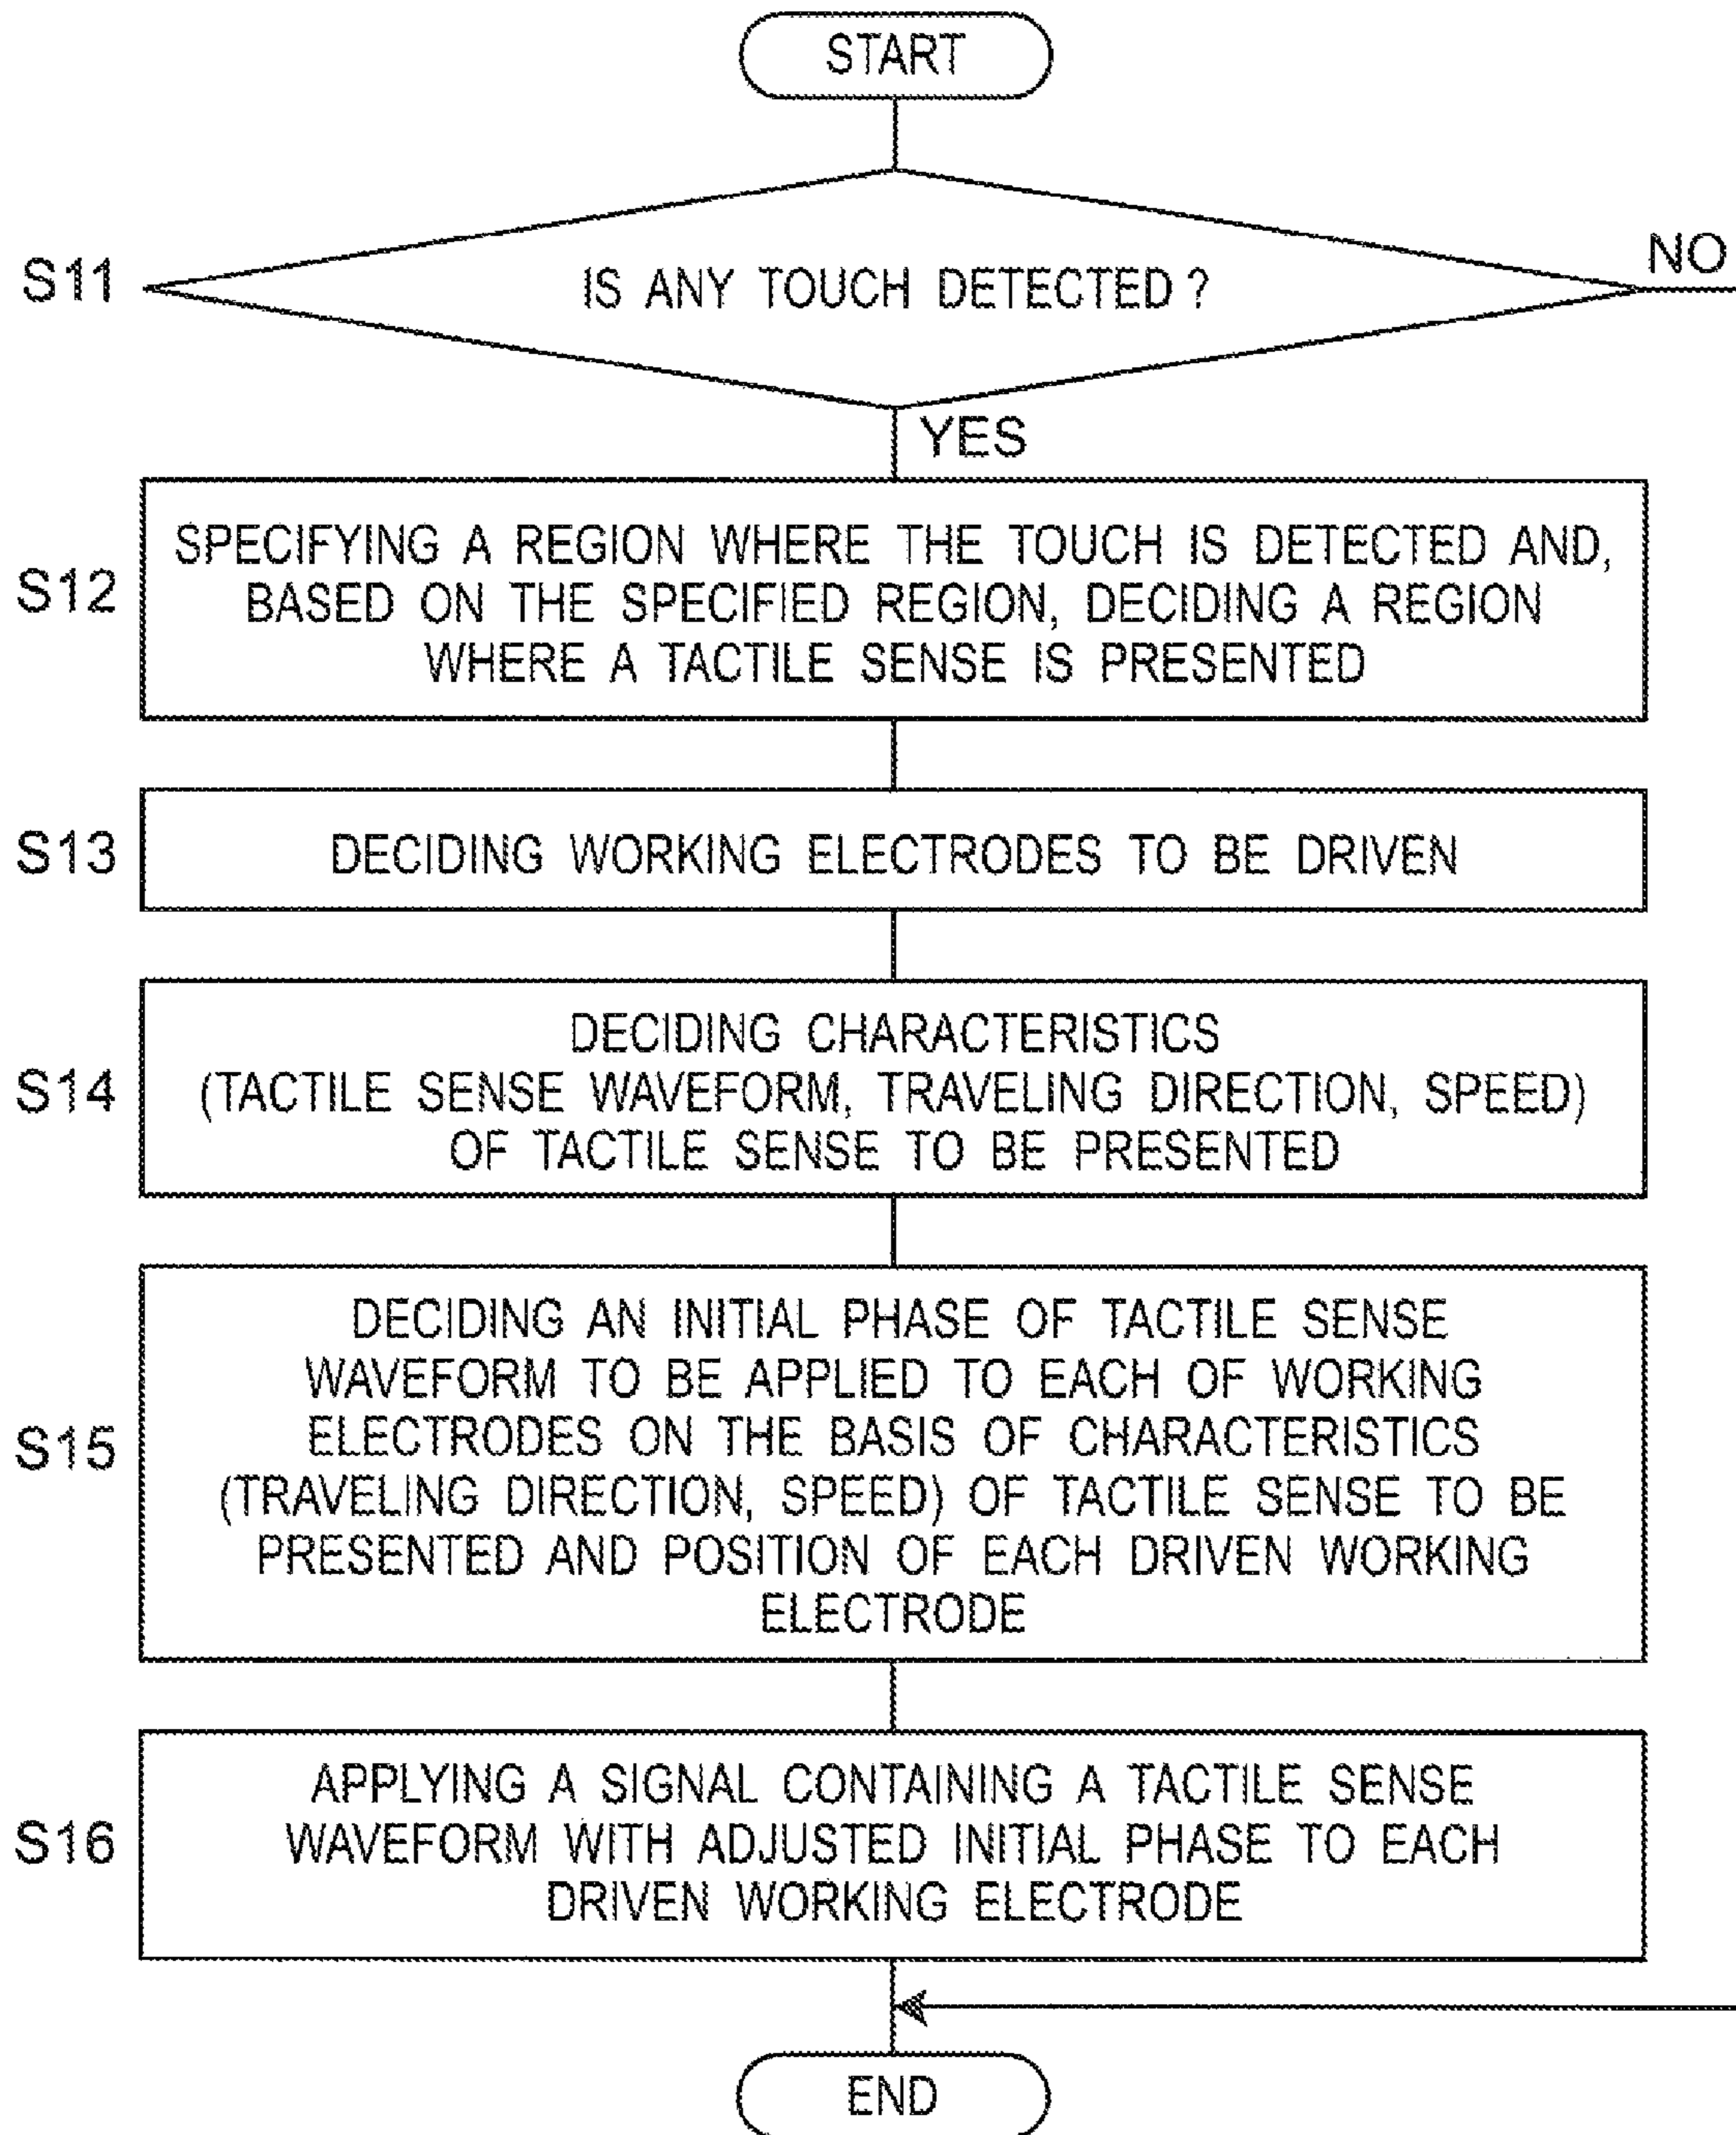 START
S11
IS ANY TOUCH DETECTED ?
NO
YES
S12
SPECIFYING A REGION WHERE THE TOUCH IS DETECTED AND,
BASED ON THE SPECIFIED REGION, DECIDING A REGION
WHERE A TACTILE SENSE IS PRESENTED
S13
DECIDING WORKING ELECTRODES TO BE DRIVEN
S14
DECIDING CHARACTERISTICS
(TACTILE SENSE WAVEFORM, TRAVELING DIRECTION, SPEED)
OF TACTILE SENSE TO BE PRESENTED
S15
DECIDING AN INITIAL PHASE OF TACTILE SENSE
WAVEFORM TO BE APPLIED TO EACH OF WORKING
ELECTRODES ON THE BASIS OF CHARACTERISTICS
(TRAVELING DIRECTION, SPEED) OF TACTILE SENSE TO BE
PRESENTED AND POSITION OF EACH DRIVEN WORKING
ELECTRODE
S16
APPLYING A SIGNAL CONTAINING A TACTILE SENSE
WAVEFORM WITH ADJUSTED INITIAL PHASE TO EACH
DRIVEN WORKING ELECTRODE
END